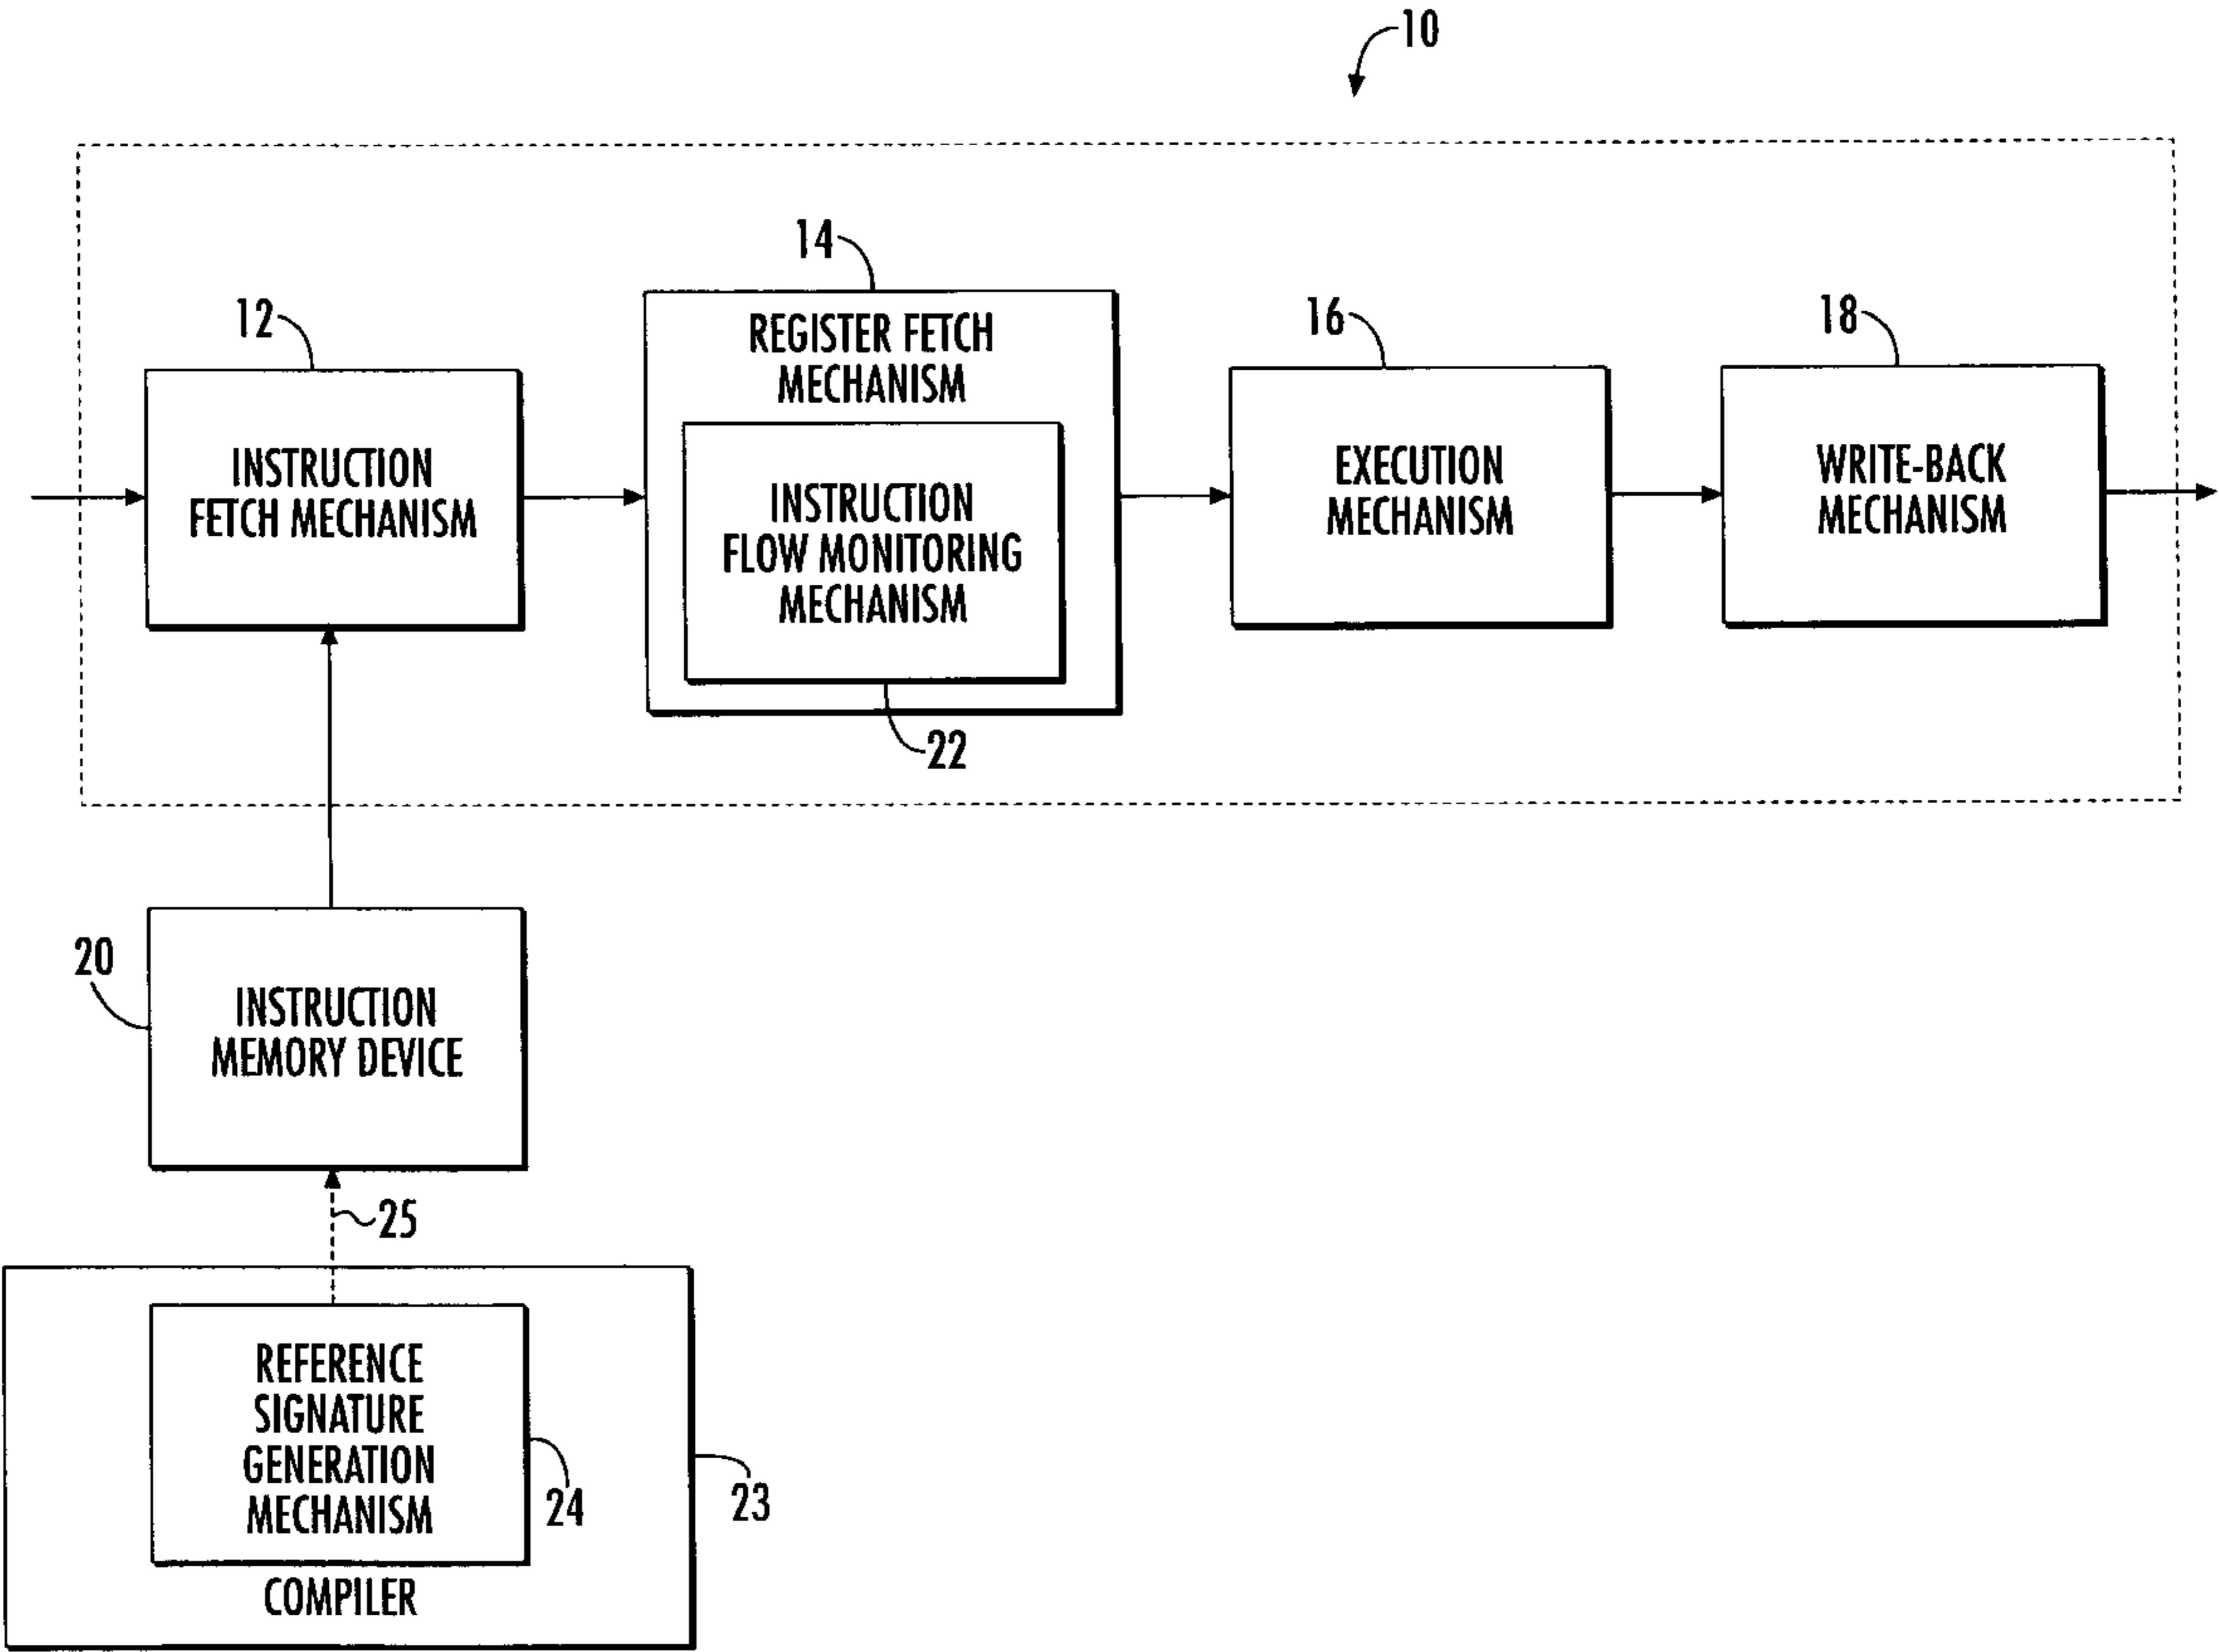 10
14
12
16
18
REGISTER FETCH
MECHANISM
INSTRUCTION
FETCH MECHANISM
INSTRUCTION
FLOW MONITORING
MECHANISM
EXECUTION
MECHANISM
WRITE-BACK
MECHANISM
22
20
INSTRUCTION
MEMORY DEVICE
25
REFERENCE
SIGNATURE
GENERATION
MECHANISM
24
23
COMPILER